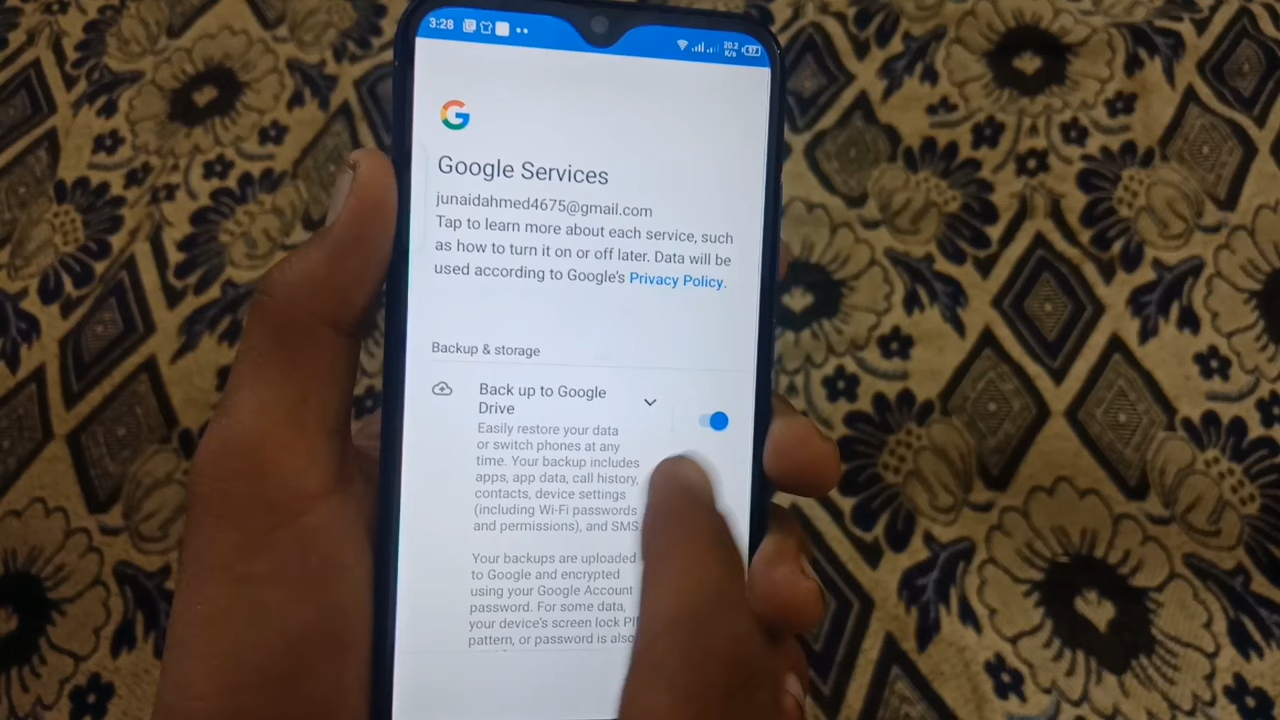 3:28
20.2
K/s
97
G
Google Services
junaidahmed4675@gmail.com
Tap to learn more about each service, such
as how to turn it on or off later. Data will be
used according to Google's Privacy Policy.
Backup & storage
Back up to Google
Drive
Easily restore your data
or switch phones at any
time. Your backup includes
apps, app data, call history,
contacts, device settings
(including Wi-Fi passwords
and permissions), and SMS.
Your backups are uploaded
to Google and encrypted
using your Google Account
password. For some data,
your device's screen lock PI
pattern, or password is also